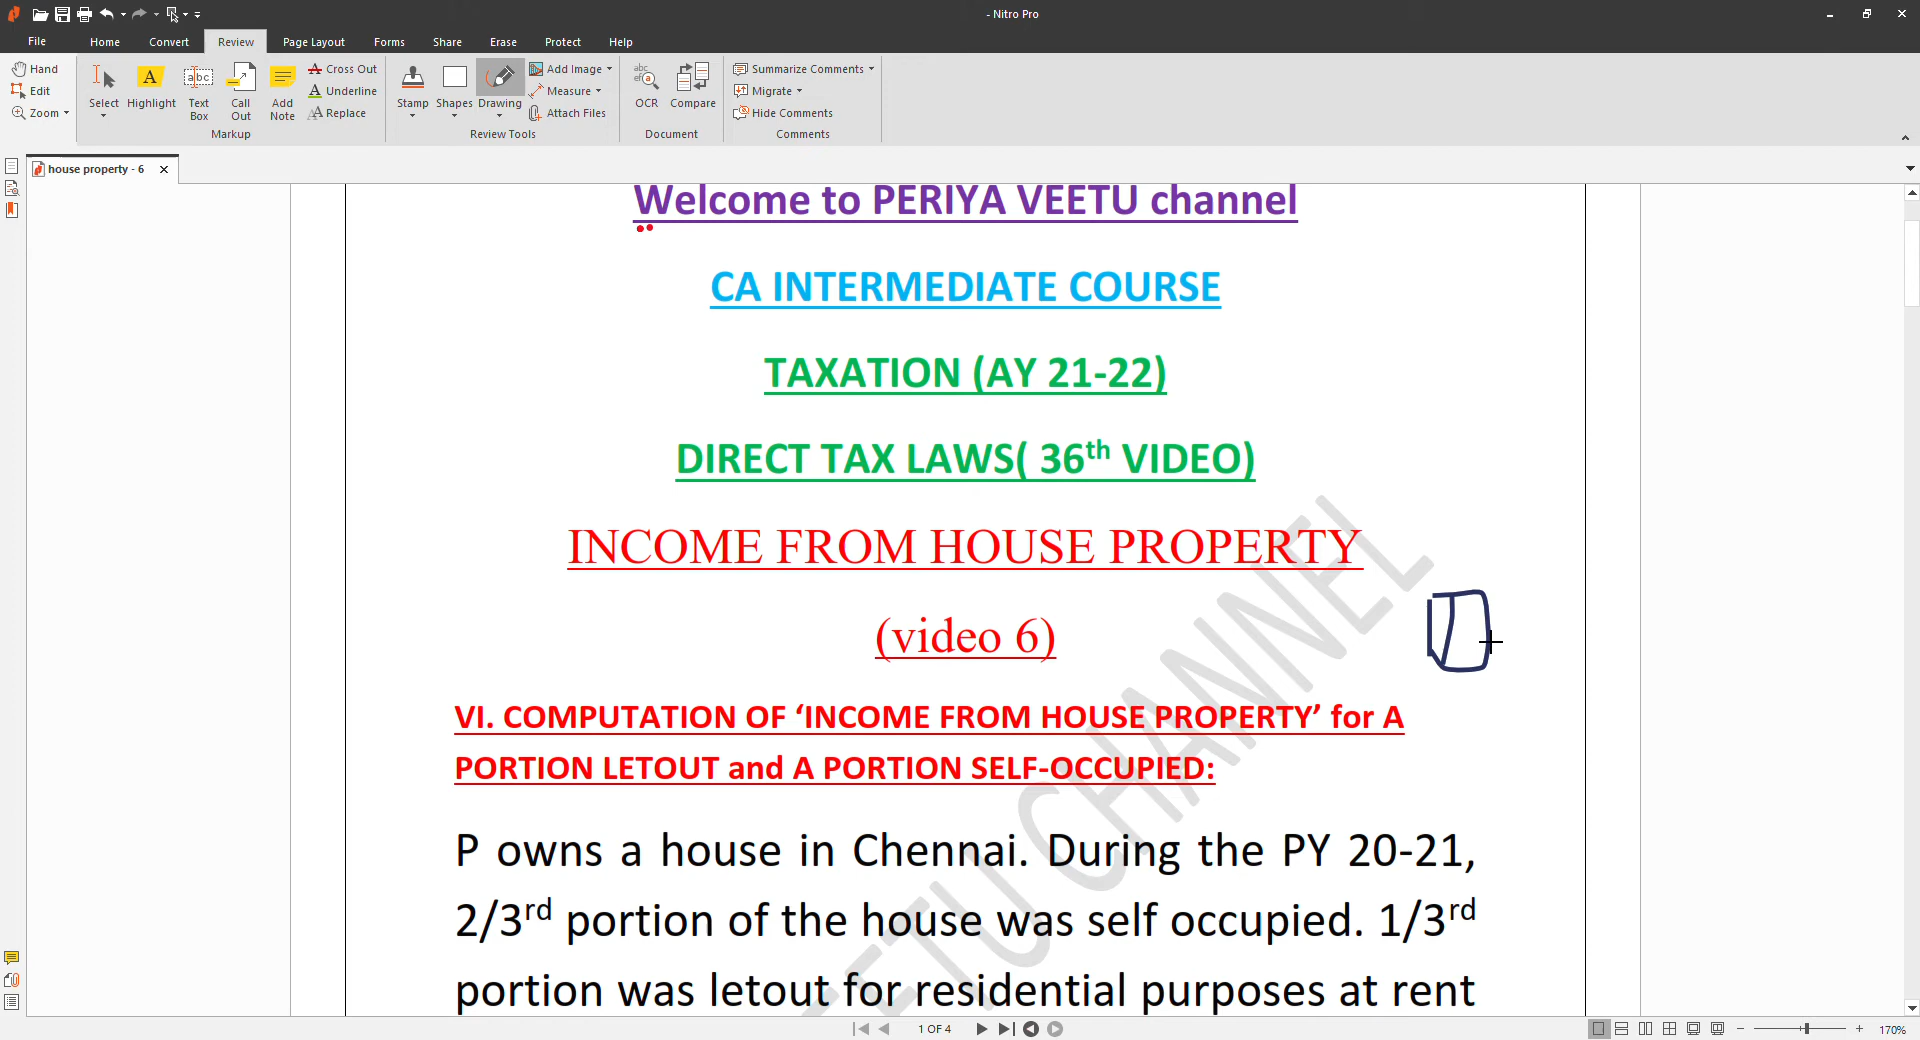 - Nitro Pro
File
Home
Convert
Review
Page Layout
Forms
Share
Erase
Protect
Help
Hand
Edit
Zoom
Select
Highlight
Text Box
Call Out
Add Note
Cross Out
Underline
Replace
Markup
Stamp
Shapes
Drawing
Add Image
Measure
Attach Files
Review Tools
OCR
Compare
Document
Summarize Comments
Migrate
Hide Comments
Comments
house property - 6
Welcome to PERIYA VEETU channel
CA INTERMEDIATE COURSE
TAXATION (AY 21-22)
DIRECT TAX LAWS( 36th VIDEO)
INCOME FROM HOUSE PROPERTY
(video 6)
VI. COMPUTATION OF ‘INCOME FROM HOUSE PROPERTY’ for A
PORTION LETOUT and A PORTION SELF-OCCUPIED:
P owns a house in Chennai. During the PY 20-21,
2/3rd portion of the house was self occupied. 1/3rd
portion was letout for residential purposes at rent
ETU CHANNEL
1 OF 4
170%